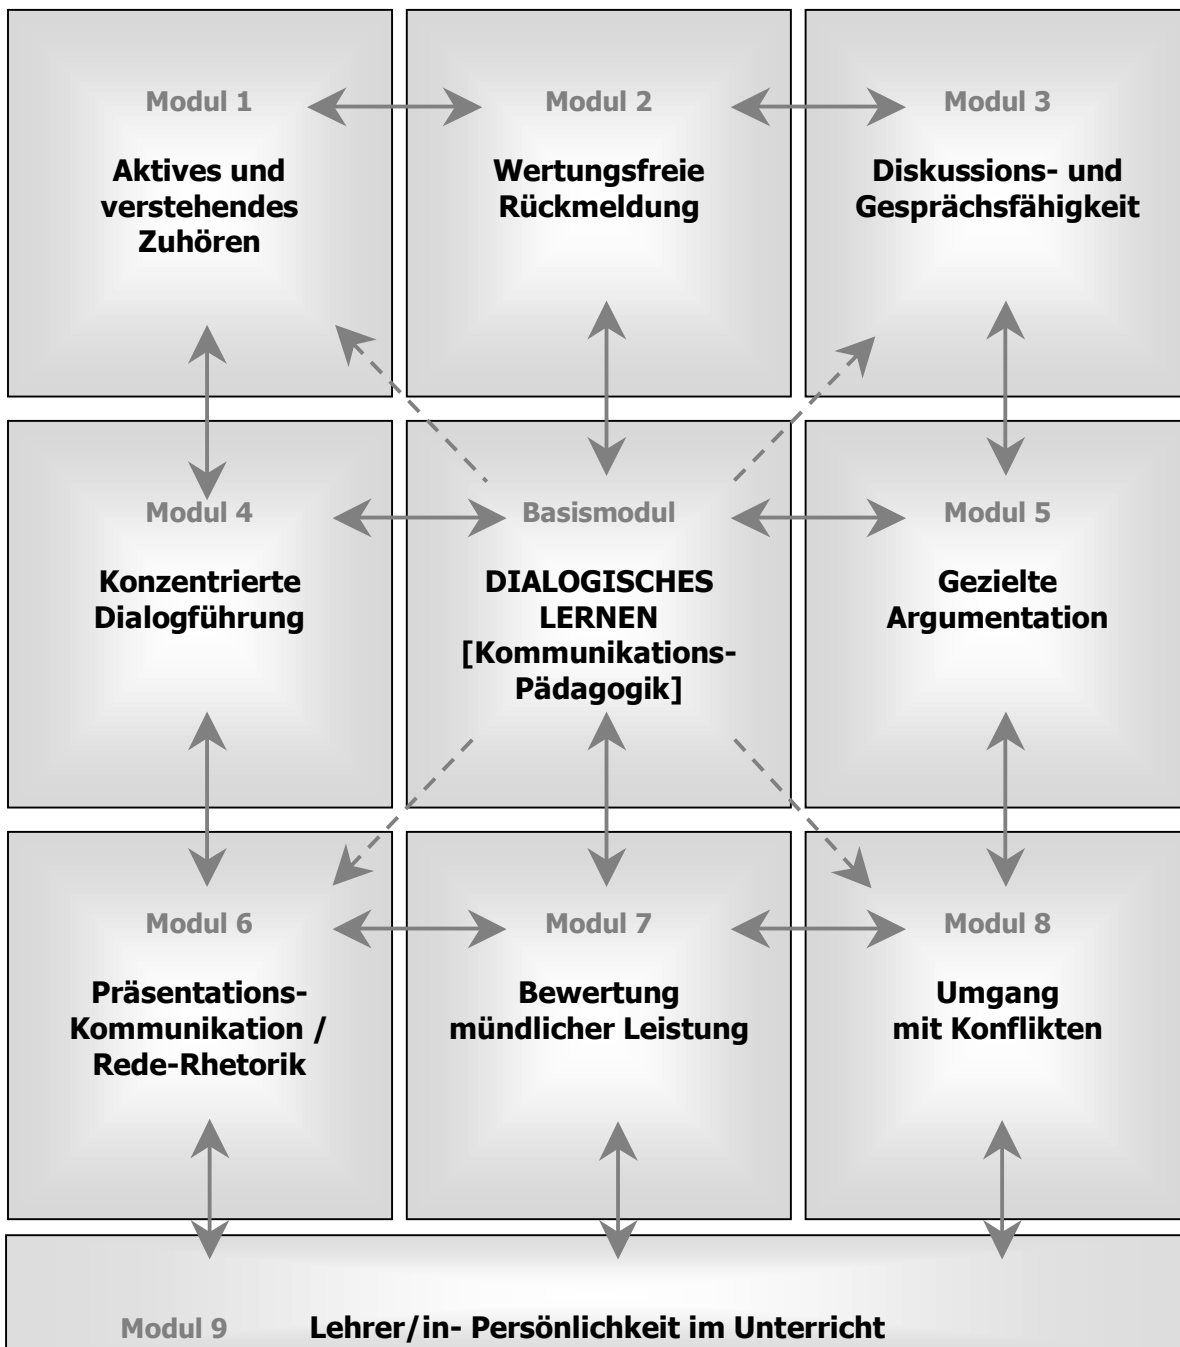 Modul 1
Aktives und
verstehendes
Zuhören
Modul 2
Wertungsfreie
Rückmeldung
Modul 3
Diskussions- und
Gesprächsfähigkeit
Modul 4
Konzentrierte
Dialogführung
Basismodul
DIALOGISCHES
LERNEN
[Kommunikations-
Pädagogik]
Modul 5
Gezielte
Argumentation
Modul 6
Präsentations-
Kommunikation /
Rede-Rhetorik
Modul 7
Bewertung
mündlicher Leistung
Modul 8
Umgang
mit Konflikten
Modul 9 Lehrer/in- Persönlichkeit im Unterricht